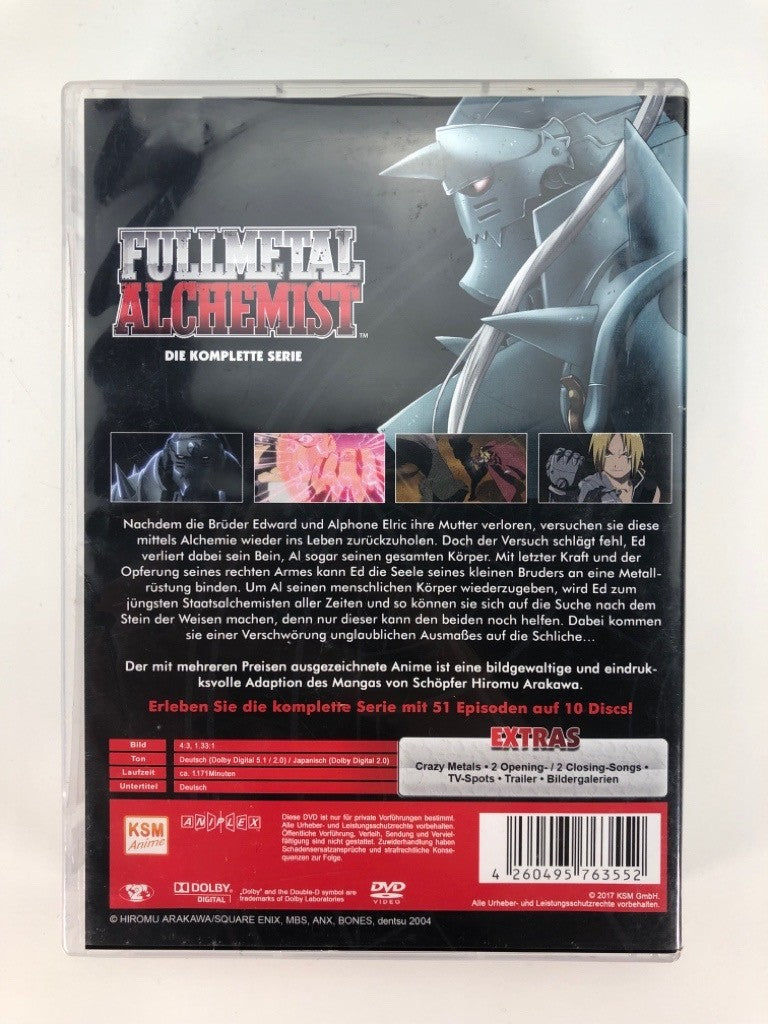 FULLMETAL
ALCHEMIST™
DIE KOMPLETTE SERIE
Nachdem die Brüder Edward und Alphone Elric ihre Mutter verloren, versuchen sie diese
mittels Alchemie wieder ins Leben zurückzuholen. Doch der Versuch schlägt fehl, Ed
verliert dabei sein Bein, Al sogar seinen gesamten Körper. Mit letzter Kraft und der
Opferung seines rechten Armes kann Ed die Seele seines kleinen Bruders an eine Metall-
rüstung binden. Um Al seinen menschlichen Körper wiederzugeben, wird Ed zum
jüngsten Staatsalchemisten aller Zeiten und so können sie sich auf die Suche nach dem
Stein der Weisen machen, denn nur dieser kann den beiden noch helfen. Dabei kommen
sie einer Verschwörung unglaublichen Ausmaßes auf die Schliche...
Der mit mehreren Preisen ausgezeichnete Anime ist eine bildgewaltige und eindruk-
ksvolle Adaption des Mangas von Schöpfer Hiromu Arakawa.
Erleben Sie die komplette Serie mit 51 Episoden auf 10 Discs!
Bild 4:3, 1.33:1
Ton Deutsch (Dolby Digital 5.1 / 2.0) / Japanisch (Dolby Digital 2.0)
Laufzeit ca. 1.171 Minuten
Untertitel Deutsch
EXTRAS
Crazy Metals • 2 Opening- / 2 Closing-Songs •
TV-Spots • Trailer • Bildergalerien
KSM
Anime
ANIPLEX
Diese DVD ist nur für private Vorführungen bestimmt.
Alle Urheber- und Leistungsschutzrechte vorbehalten.
Öffentliche Vorführung, Verleih, Sendung und Verviel-
fältigung sind nicht gestattet. Zuwiderhandlung haben
Schadensersatzansprüche und strafrechtliche Konse-
quenzen zur Folge.
4 260495 763552
2
DOLBY
DIGITAL
„Dolby" and the Double-D symbol are
trademarks of Dolby Laboratories
DVD
VIDEO
© 2017 KSM GmbH.
Alle Urheber- und Leistungsschutzrechte vorbehalten.
© HIROMU ARAKAWA/SQUARE ENIX, MBS, ANX, BONES, dentsu 2004